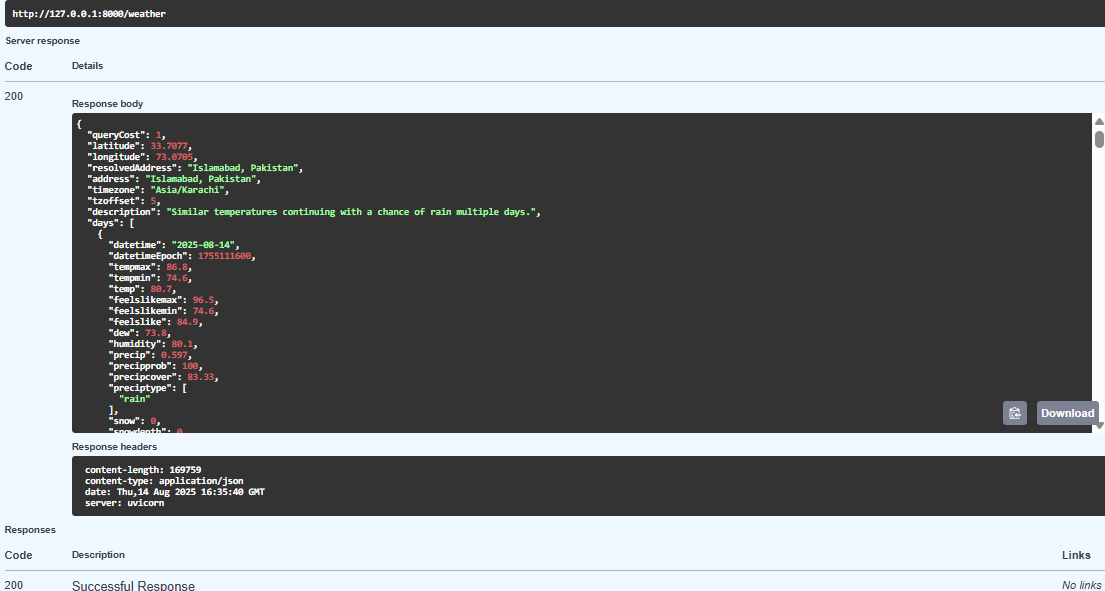 http://127.0.0.1:8000/weather
Server response
Code Details
200
Response body
{
"queryCost": 1,
"latitude": 33.7077,
"longitude": 73.0705,
"resolvedAddress": "Islamabad, Pakistan",
"address": "Islamabad, Pakistan",
"timezone": "Asia/Karachi",
"tzoffset": 5,
"description": "Similar temperatures continuing with a chance of rain multiple days.",
"days": [
{
"datetime": "2025-08-14",
"datetimeEpoch": 1755111600,
"tempmax": 86.8,
"tempmin": 74.6,
"temp": 80.7,
"feelslikemax": 96.5,
"feelslikemin": 74.6,
"feelslike": 84.9,
"dew": 73.8,
"humidity": 80.1,
"precip": 0.597,
"precipprob": 100,
"precipcover": 83.33,
"preciptype": [
"rain"
],
"snow": 0,
"snowdepth": 0
Download
Response headers
content-length: 169759
content-type: application/json
date: Thu,14 Aug 2025 16:35:40 GMT
server: uvicorn
Responses
Code Description Links
200 Successful Response No links